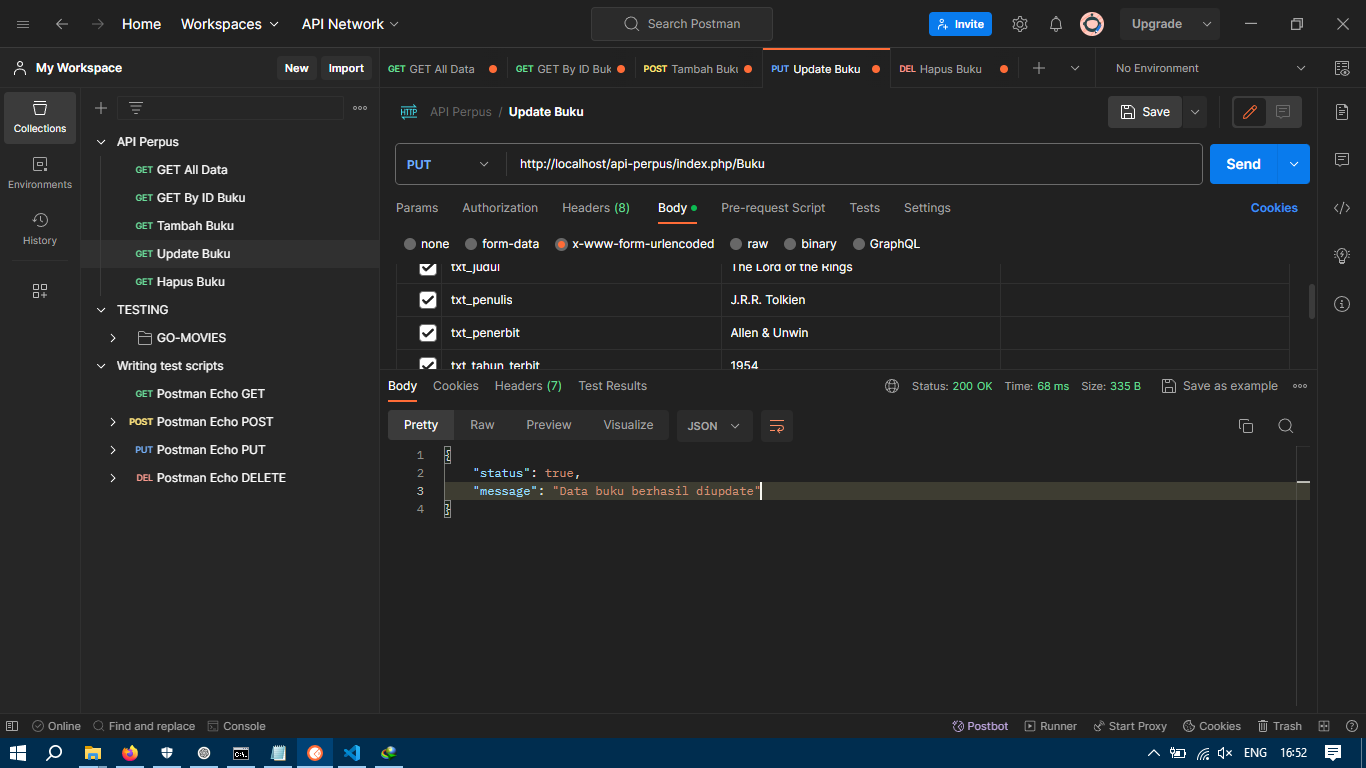 Home Workspaces API Network Search Postman Invite Upgrade
My Workspace New Import GET GET All Data GET GET By ID Buk POST Tambah Buku PUT Update Buku DEL Hapus Buku No Environment
Collections
Environments
History
API Perpus
GET GET All Data
GET GET By ID Buku
GET Tambah Buku
GET Update Buku
GET Hapus Buku
TESTING
GO-MOVIES
Writing test scripts
GET Postman Echo GET
POST Postman Echo POST
PUT Postman Echo PUT
DEL Postman Echo DELETE
HTTP API Perpus / Update Buku Save
PUT http://localhost/api-perpus/index.php/Buku Send
Params Authorization Headers (8) Body Pre-request Script Tests Settings Cookies
none form-data x-www-form-urlencoded raw binary GraphQL
txt_judul The Lord of the Rings
txt_penulis J.R.R. Tolkien
txt_penerbit Allen & Unwin
txt_tahun_terbit 1954
Body Cookies Headers (7) Test Results Status: 200 OK Time: 68 ms Size: 335 B Save as example
Pretty Raw Preview Visualize JSON
1 {
2 "status": true,
3 "message": "Data buku berhasil diupdate"
4 }
Online Find and replace Console Postbot Runner Start Proxy Cookies Trash
ENG 16:52